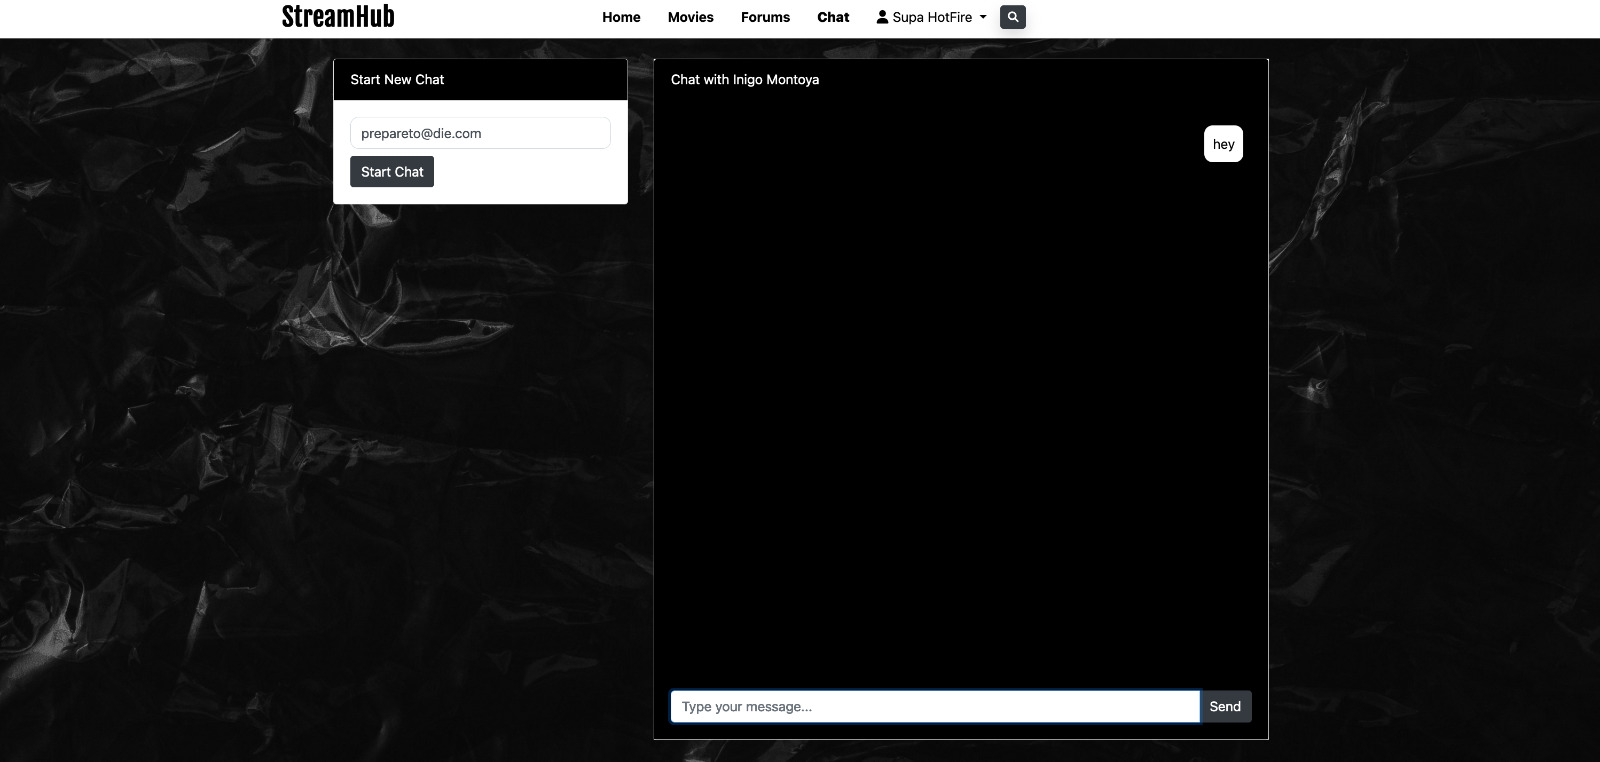 StreamHub
Home Movies Forums Chat Supa HotFire
Start New Chat
prepareto@die.com
Start Chat
Chat with Inigo Montoya
hey
Type your message...
Send